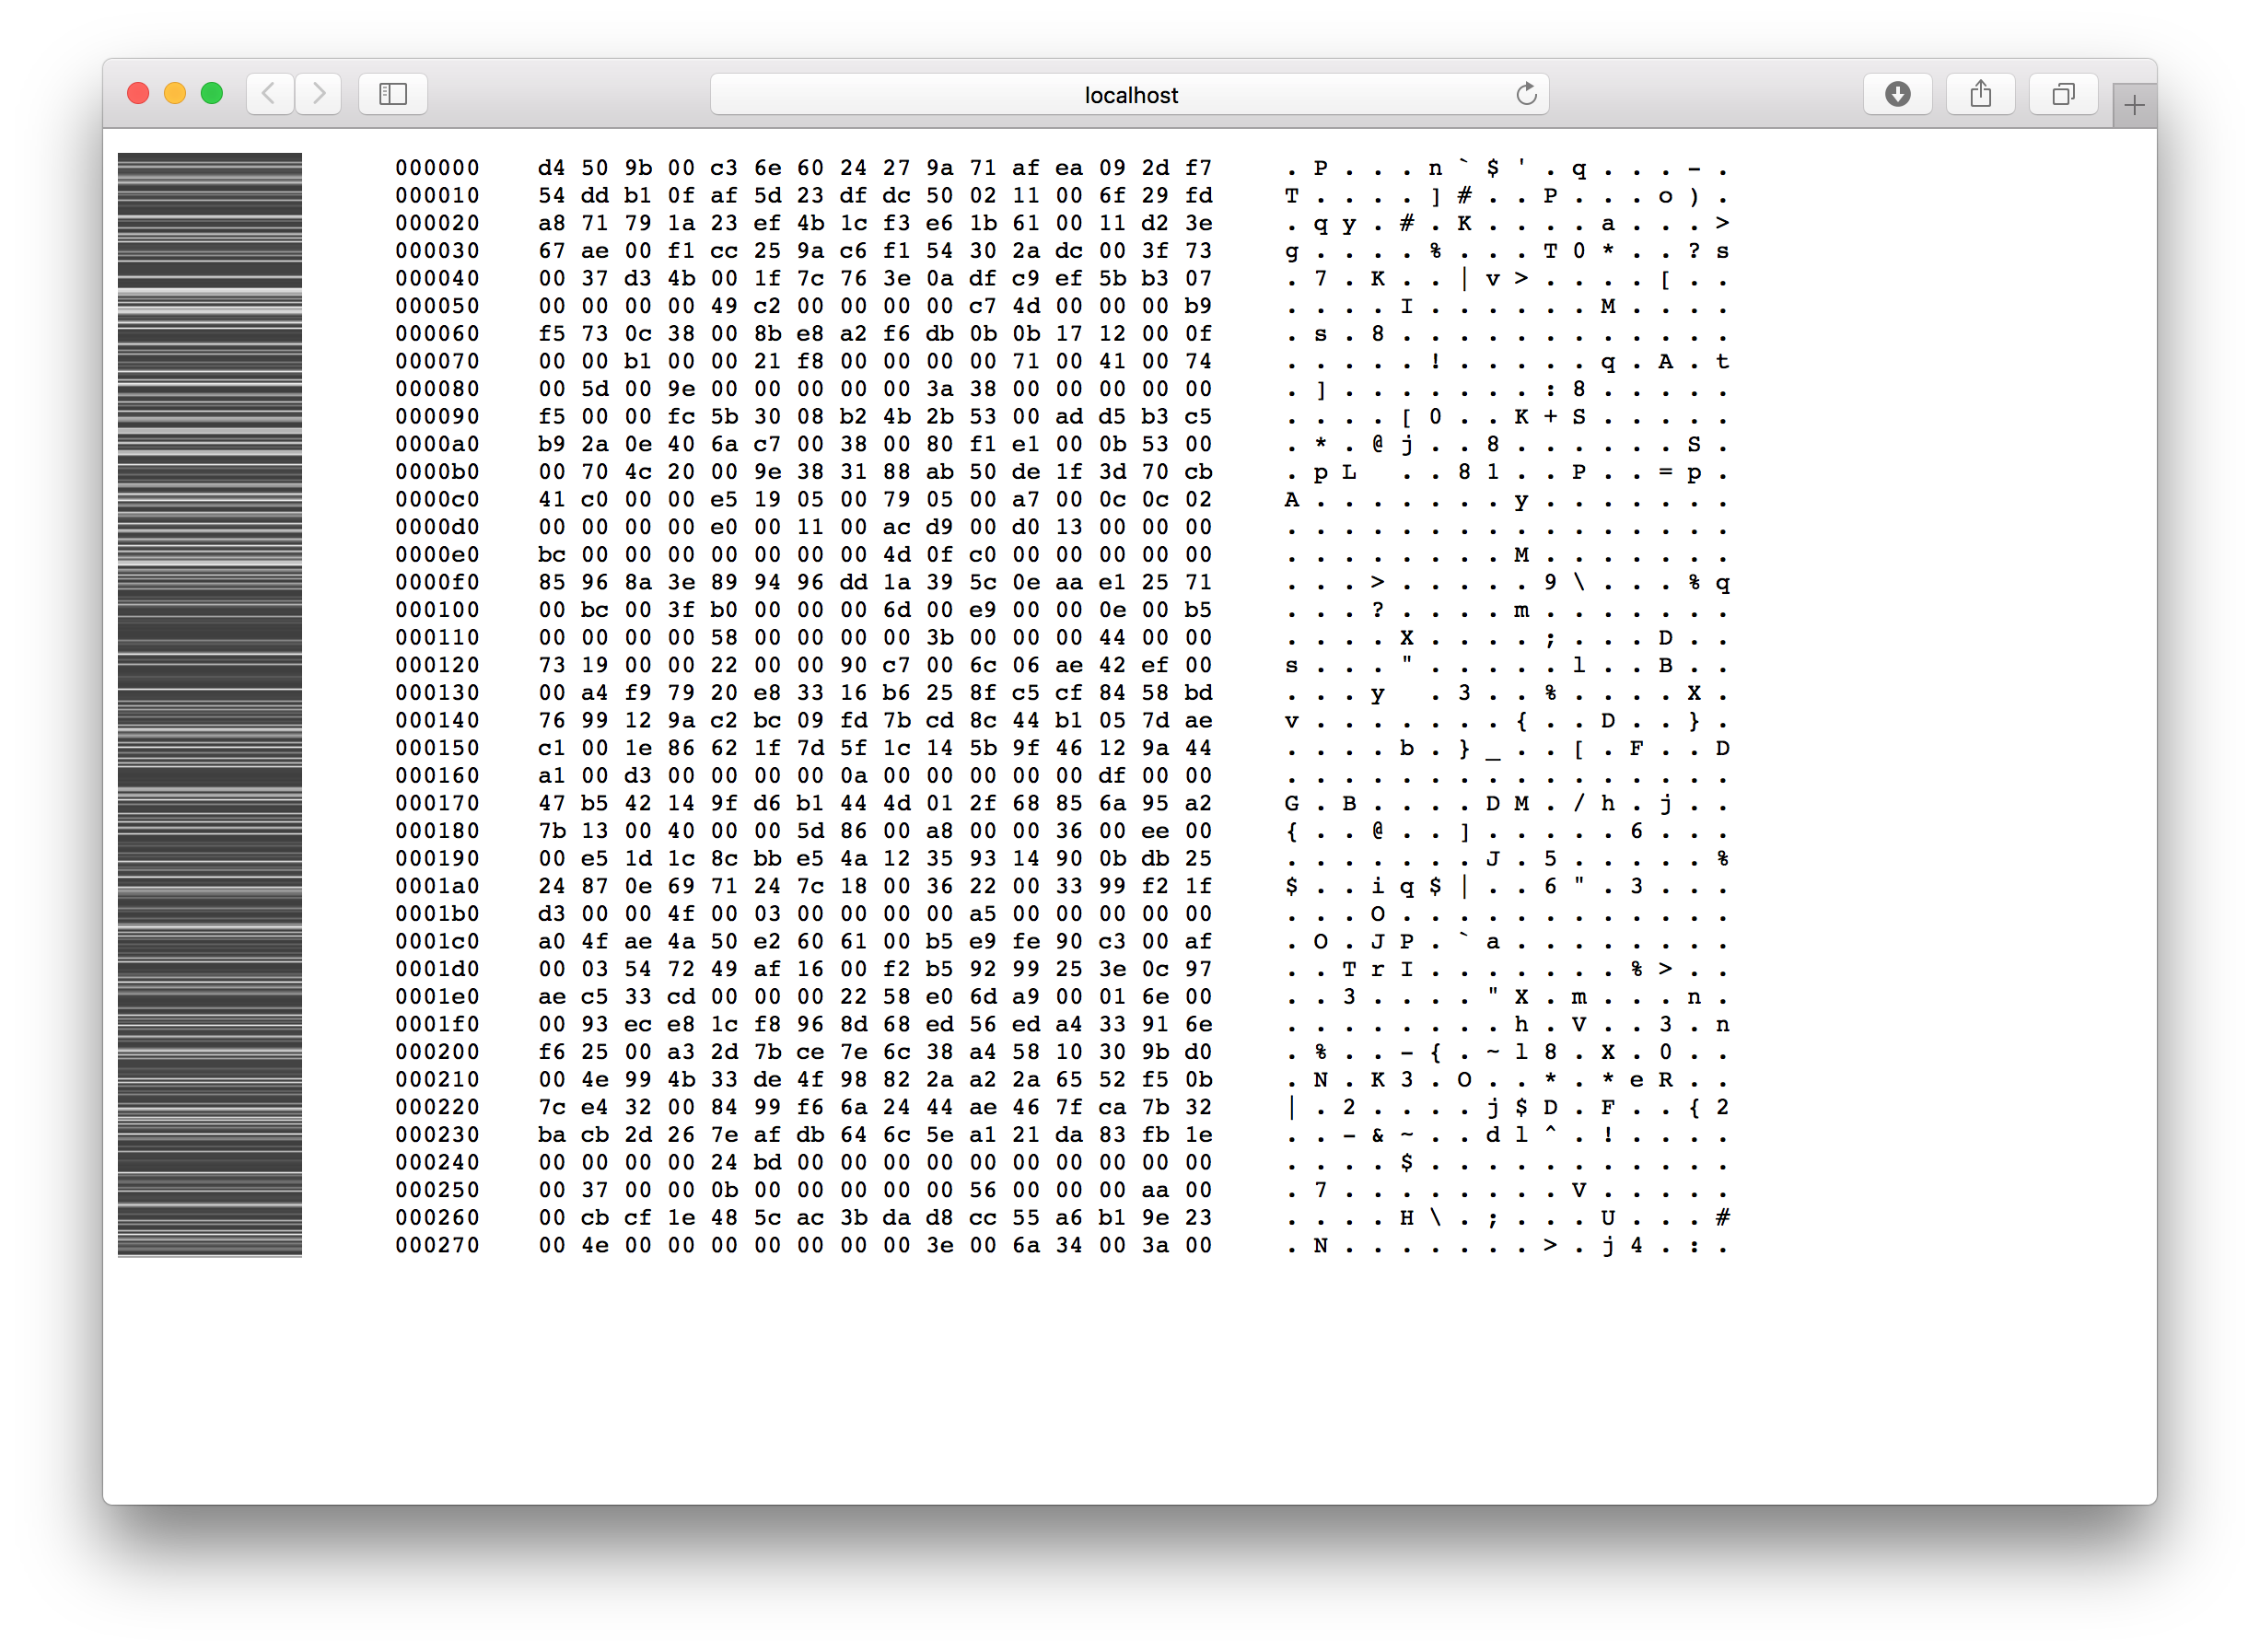 localhost
000000 d4 50 9b 00 c3 6e 60 24 27 9a 71 af ea 09 2d f7 . P . . . n ` $ ' . q . . . - .
000010 54 dd b1 0f af 5d 23 df dc 50 02 11 00 6f 29 fd T . . . . ] # . . P . . . o ) .
000020 a8 71 79 1a 23 ef 4b 1c f3 e6 1b 61 00 11 d2 3e . q y . # . K . . . . a . . . >
000030 67 ae 00 f1 cc 25 9a c6 f1 54 30 2a dc 00 3f 73 g . . . . % . . . T 0 * . . ? s
000040 00 37 d3 4b 00 1f 7c 76 3e 0a df c9 ef 5b b3 07 . 7 . K . . | v > . . . . [ . .
000050 00 00 00 00 49 c2 00 00 00 00 c7 4d 00 00 00 b9 . . . . I . . . . . . M . . . .
000060 f5 73 0c 38 00 8b e8 a2 f6 db 0b 0b 17 12 00 0f . s . 8 . . . . . . . . . . . .
000070 00 00 b1 00 00 21 f8 00 00 00 00 71 00 41 00 74 . . . . . ! . . . . . q . A . t
000080 00 5d 00 9e 00 00 00 00 00 3a 38 00 00 00 00 00 . ] . . . . . . . : 8 . . . . .
000090 f5 00 00 fc 5b 30 08 b2 4b 2b 53 00 ad d5 b3 c5 . . . . [ 0 . . K + S . . . . .
0000a0 b9 2a 0e 40 6a c7 00 38 00 80 f1 e1 00 0b 53 00 . * . @ j . . 8 . . . . . . S .
0000b0 00 70 4c 20 00 9e 38 31 88 ab 50 de 1f 3d 70 cb . p L   . . 8 1 . . P . . = p .
0000c0 41 c0 00 00 e5 19 05 00 79 05 00 a7 00 0c 0c 02 A . . . . . . . y . . . . . . .
0000d0 00 00 00 00 e0 00 11 00 ac d9 00 d0 13 00 00 00 . . . . . . . . . . . . . . . .
0000e0 bc 00 00 00 00 00 00 00 4d 0f c0 00 00 00 00 00 . . . . . . . . M . . . . . . .
0000f0 85 96 8a 3e 89 94 96 dd 1a 39 5c 0e aa e1 25 71 . . . > . . . . . 9 \ . . . % q
000100 00 bc 00 3f b0 00 00 00 6d 00 e9 00 00 0e 00 b5 . . . ? . . . . m . . . . . . .
000110 00 00 00 00 58 00 00 00 00 3b 00 00 00 44 00 00 . . . . X . . . . ; . . . D . .
000120 73 19 00 00 22 00 00 90 c7 00 6c 06 ae 42 ef 00 s . . . " . . . . . l . . B . .
000130 00 a4 f9 79 20 e8 33 16 b6 25 8f c5 cf 84 58 bd . . . y   . 3 . . % . . . . X .
000140 76 99 12 9a c2 bc 09 fd 7b cd 8c 44 b1 05 7d ae v . . . . . . . { . . D . . } .
000150 c1 00 1e 86 62 1f 7d 5f 1c 14 5b 9f 46 12 9a 44 . . . . b . } _ . . [ . F . . D
000160 a1 00 d3 00 00 00 00 0a 00 00 00 00 00 df 00 00 . . . . . . . . . . . . . . . .
000170 47 b5 42 14 9f d6 b1 44 4d 01 2f 68 85 6a 95 a2 G . B . . . . D M . / h . j . .
000180 7b 13 00 40 00 00 5d 86 00 a8 00 00 36 00 ee 00 { . . @ . . ] . . . . . 6 . . .
000190 00 e5 1d 1c 8c bb e5 4a 12 35 93 14 90 0b db 25 . . . . . . . J . 5 . . . . . %
0001a0 24 87 0e 69 71 24 7c 18 00 36 22 00 33 99 f2 1f $ . . i q $ | . . 6 " . 3 . . .
0001b0 d3 00 00 4f 00 03 00 00 00 00 a5 00 00 00 00 00 . . . O . . . . . . . . . . . .
0001c0 a0 4f ae 4a 50 e2 60 61 00 b5 e9 fe 90 c3 00 af . O . J P . ` a . . . . . . . .
0001d0 00 03 54 72 49 af 16 00 f2 b5 92 99 25 3e 0c 97 . . T r I . . . . . . . % > . .
0001e0 ae c5 33 cd 00 00 00 22 58 e0 6d a9 00 01 6e 00 . . 3 . . . . " X . m . . . n .
0001f0 00 93 ec e8 1c f8 96 8d 68 ed 56 ed a4 33 91 6e . . . . . . . . h . V . . 3 . n
000200 f6 25 00 a3 2d 7b ce 7e 6c 38 a4 58 10 30 9b d0 . % . . - { . ~ l 8 . X . 0 . .
000210 00 4e 99 4b 33 de 4f 98 82 2a a2 2a 65 52 f5 0b . N . K 3 . O . . * . * e R . .
000220 7c e4 32 00 84 99 f6 6a 24 44 ae 46 7f ca 7b 32 | . 2 . . . . j $ D . F . . { 2
000230 ba cb 2d 26 7e af db 64 6c 5e a1 21 da 83 fb 1e . . - & ~ . . d l ^ . ! . . . .
000240 00 00 00 00 24 bd 00 00 00 00 00 00 00 00 00 00 . . . . $ . . . . . . . . . . .
000250 00 37 00 00 0b 00 00 00 00 00 56 00 00 00 aa 00 . 7 . . . . . . . . V . . . . .
000260 00 cb cf 1e 48 5c ac 3b da d8 cc 55 a6 b1 9e 23 . . . . H \ . ; . . . U . . . #
000270 00 4e 00 00 00 00 00 00 00 3e 00 6a 34 00 3a 00 . N . . . . . . . > . j 4 . : .